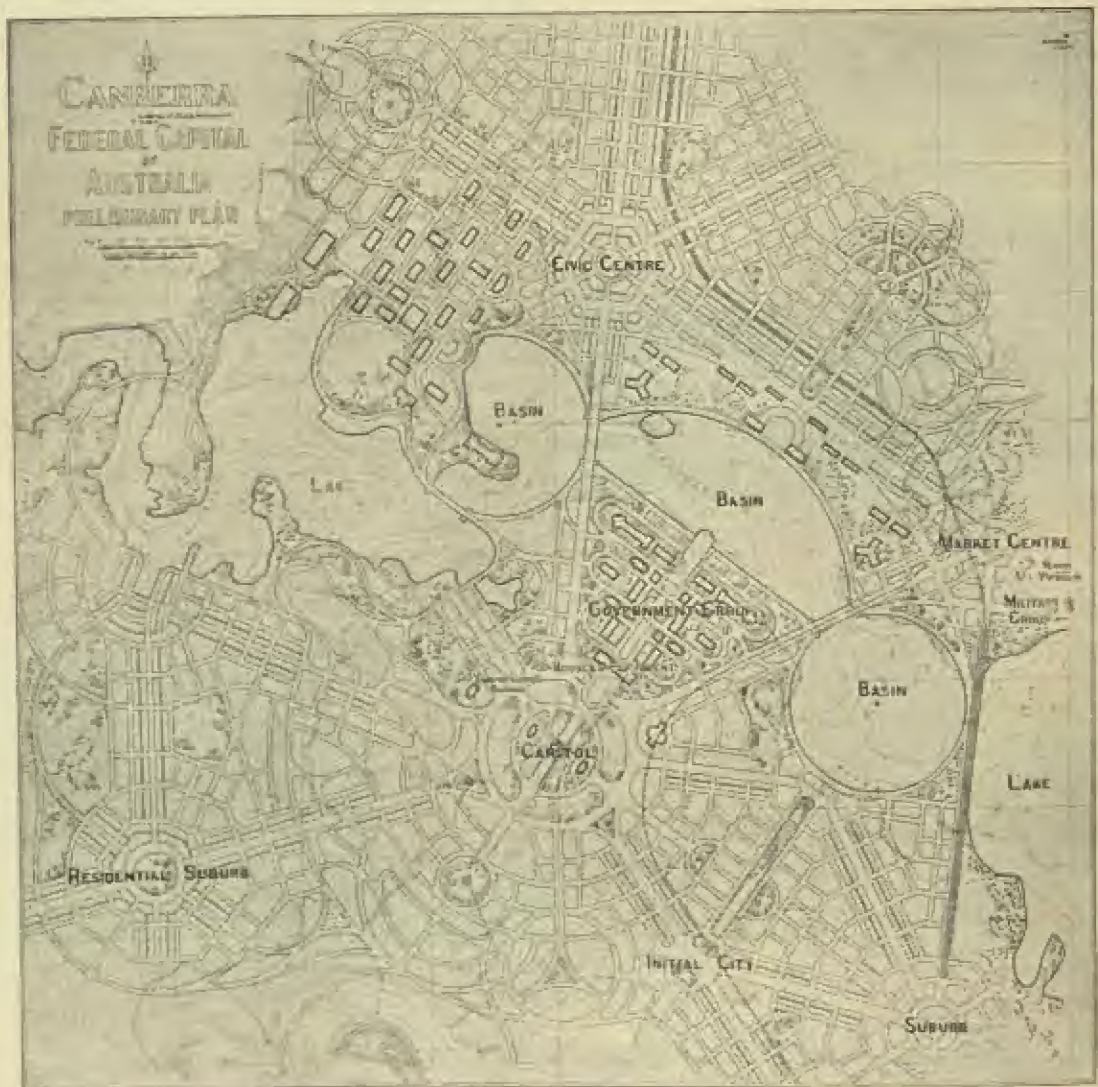 CANBERRA
FEDERAL CAPITAL
OF
AUSTRALIA
PRELIMINARY PLAN
CIVIC CENTRE
BASIN
LAKE
BASIN
MARKET CENTRE
MILITARY
GROUP
GOVERNMENT GROUP
BASIN
CAPITOL
LAKE
RESIDENTIAL SUBURB
INITIAL CITY
SUBURB